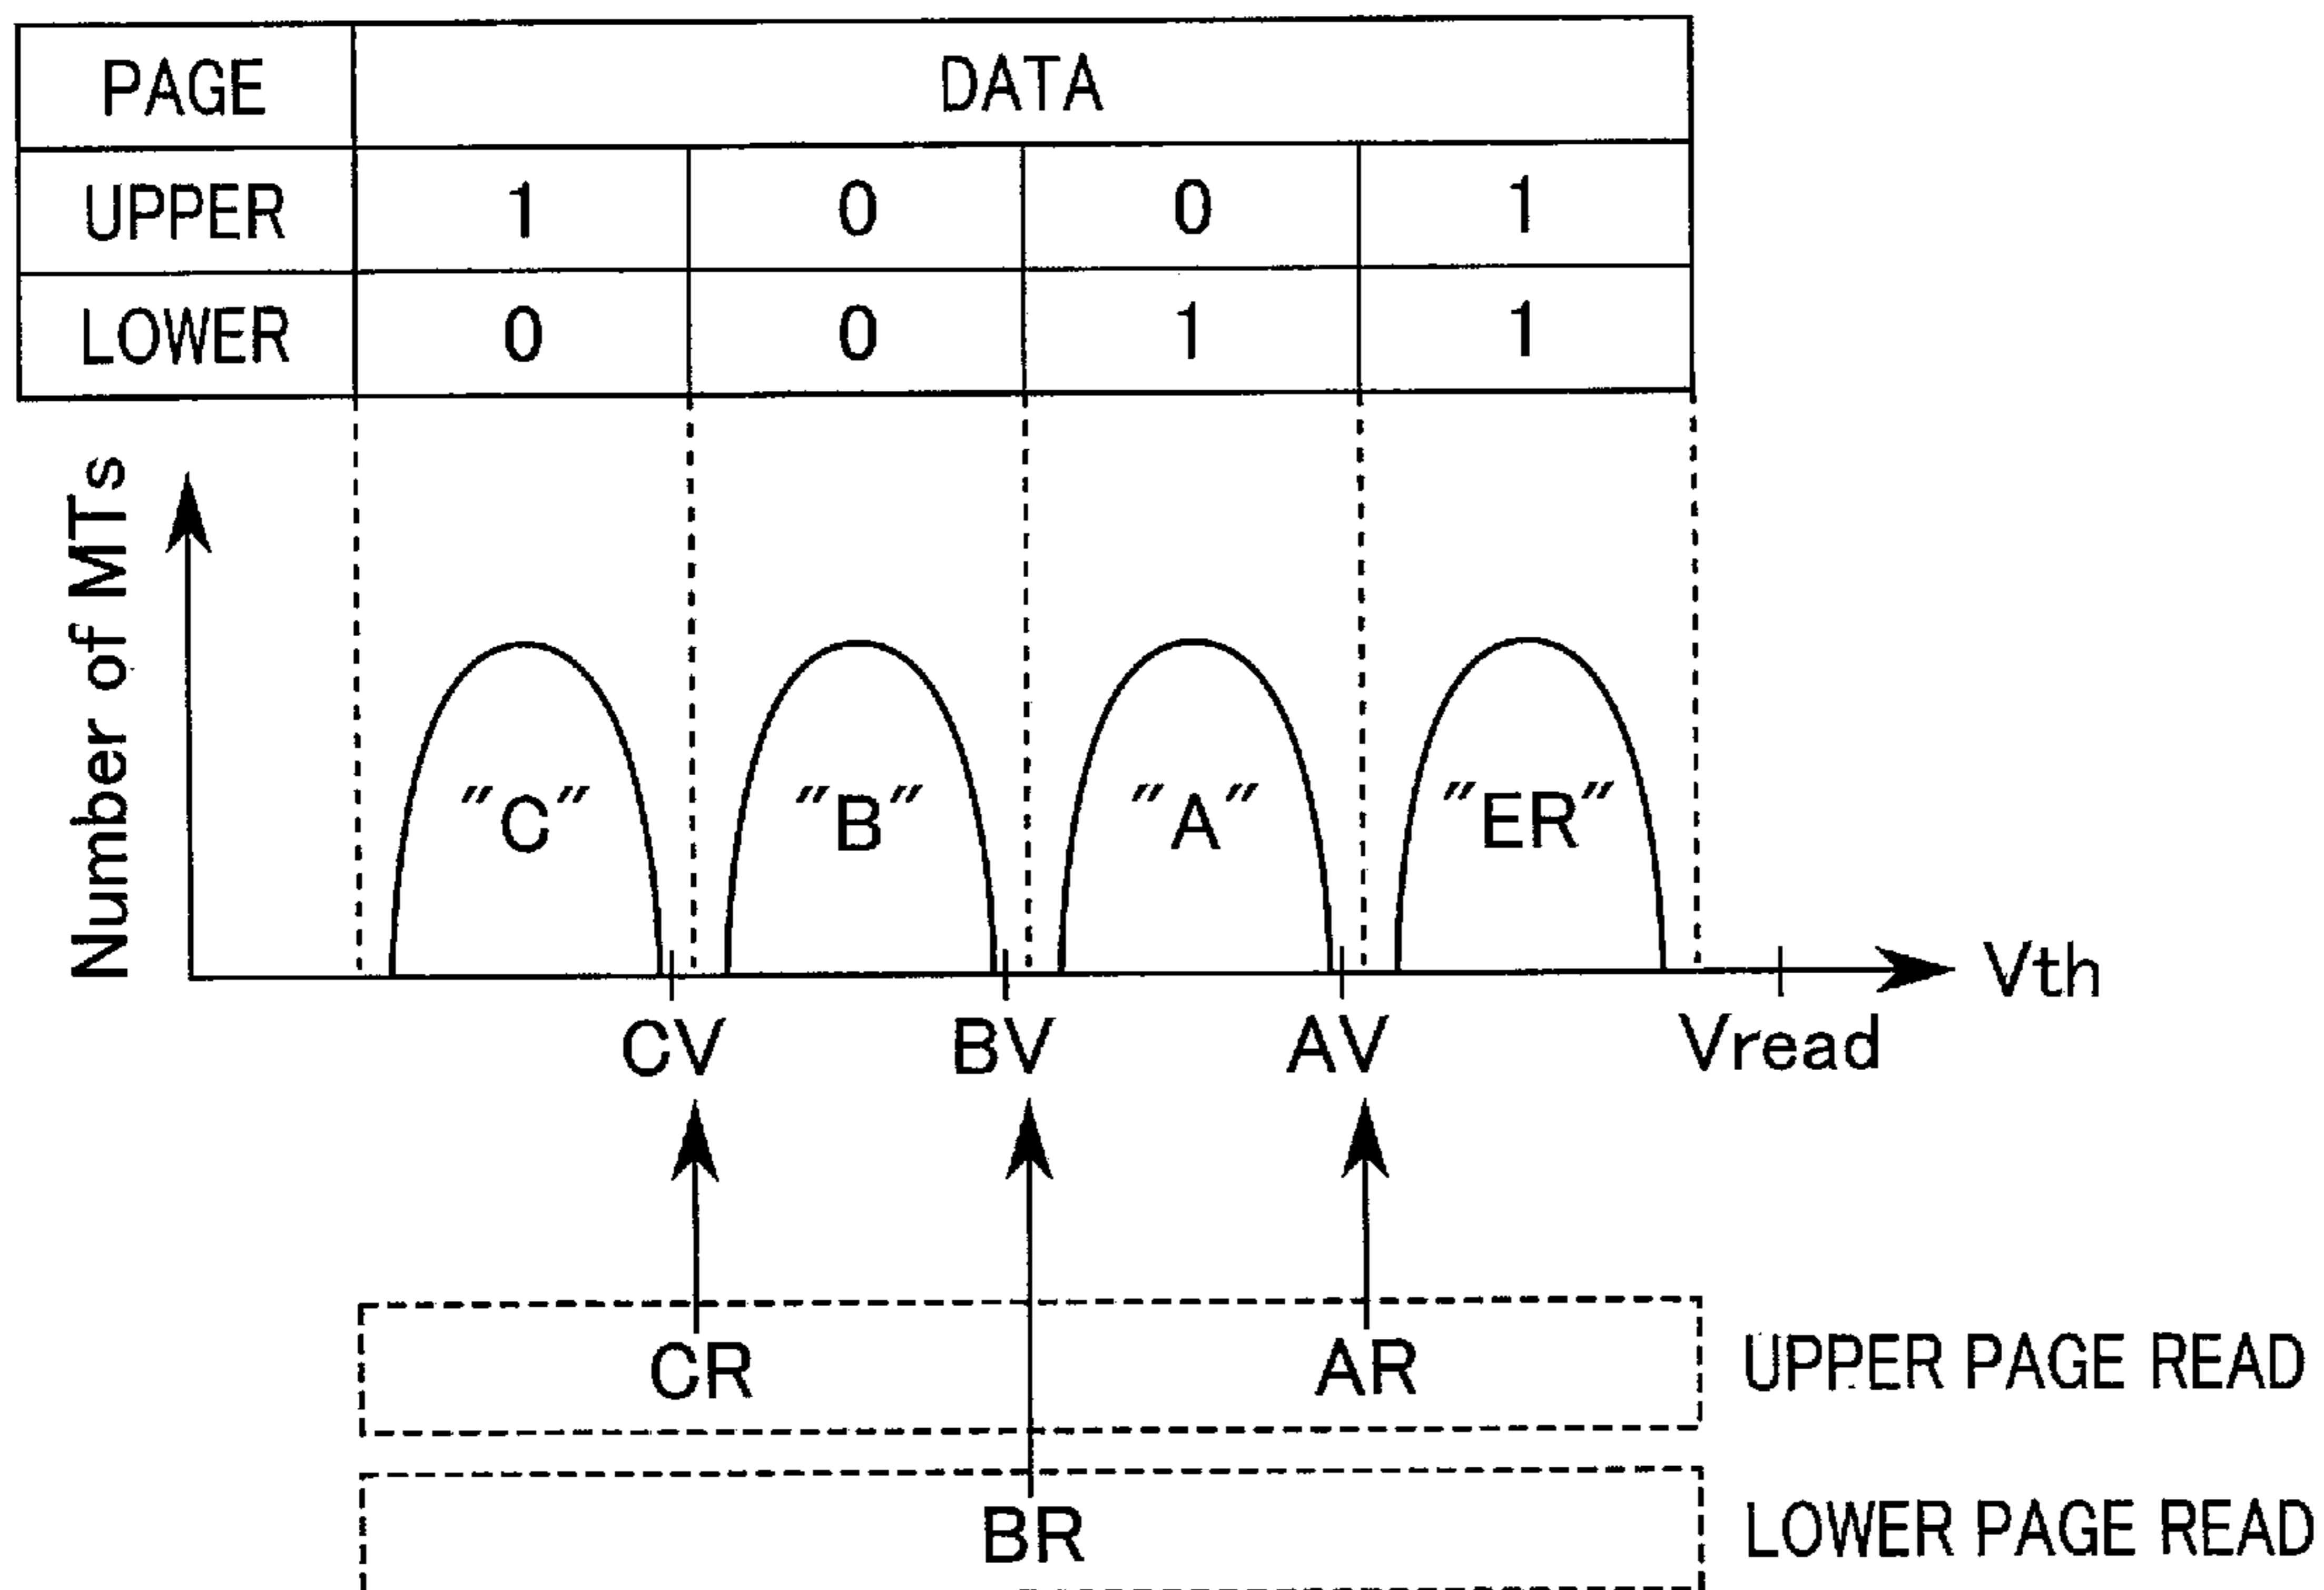 PAGE DATA
UPPER 1 0 0 1
LOWER 0 0 1 1
Number of MTs
"C" "B" "A" "ER"
Vth
CV BV AV Vread
CR AR UPPER PAGE READ
BR LOWER PAGE READ